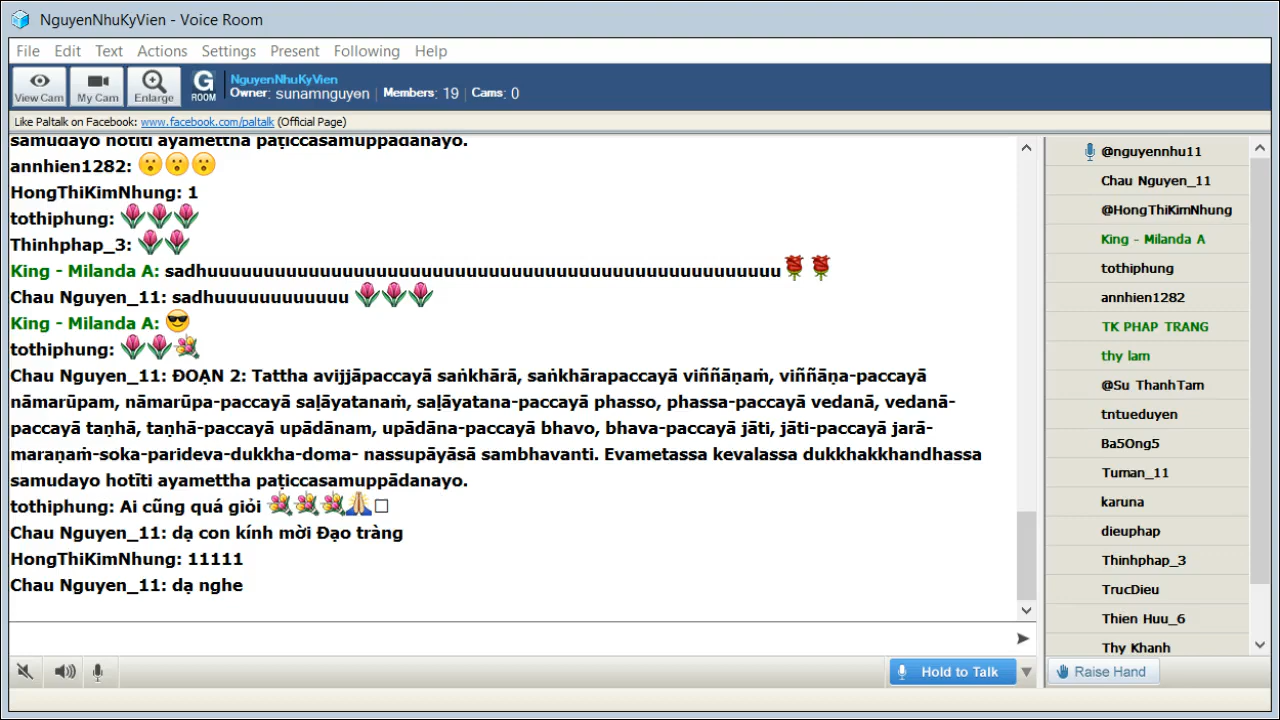 NguyenNhuKyVien - Voice Room
File Edit Text Actions Settings Present Following Help
View Cam My Cam Enlarge G ROOM NguyenNhuKyVien
Owner: sunamnguyen | Members: 19 | Cams: 0
Like Paltalk on Facebook: www.facebook.com/paltalk (Official Page)
samudayo hotīti ayamettha paṭiccasamuppādanayo.
annhien1282:
HongThiKimNhung: 1
tothiphung:
Thinhphap_3:
King - Milanda A: sadhuuuuuuuuuuuuuuuuuuuuuuuuuuuuuuuuuuuuuuuuuuuuuuuuuuu
Chau Nguyen_11: sadhuuuuuuuuuuuu
King - Milanda A:
tothiphung:
Chau Nguyen_11: ĐOẠN 2: Tattha avijjāpaccayā saṅkhārā, saṅkhārapaccayā viññāṇaṁ, viññāṇa-paccayā
nāmarūpam, nāmarūpa-paccayā saḷāyatanaṁ, saḷāyatana-paccayā phasso, phassa-paccayā vedanā, vedanā-
paccayā taṇhā, taṇhā-paccayā upādānam, upādāna-paccayā bhavo, bhava-paccayā jāti, jāti-paccayā jarā-
maraṇaṁ-soka-parideva-dukkha-doma- nassupāyāsā sambhavanti. Evametassa kevalassa dukkhakkhandhassa
samudayo hotīti ayamettha paṭiccasamuppādanayo.
tothiphung: Ai cũng quá giỏi
Chau Nguyen_11: dạ con kính mời Đạo tràng
HongThiKimNhung: 11111
Chau Nguyen_11: dạ nghe
Hold to Talk
@nguyennhu11
Chau Nguyen_11
@HongThiKimNhung
King - Milanda A
tothiphung
annhien1282
TK PHAP TRANG
thy lam
@Su ThanhTam
tntueduyen
Ba5Ong5
Tuman_11
karuna
dieuphap
Thinhphap_3
TrucDieu
Thien Huu_6
Thy Khanh
Raise Hand